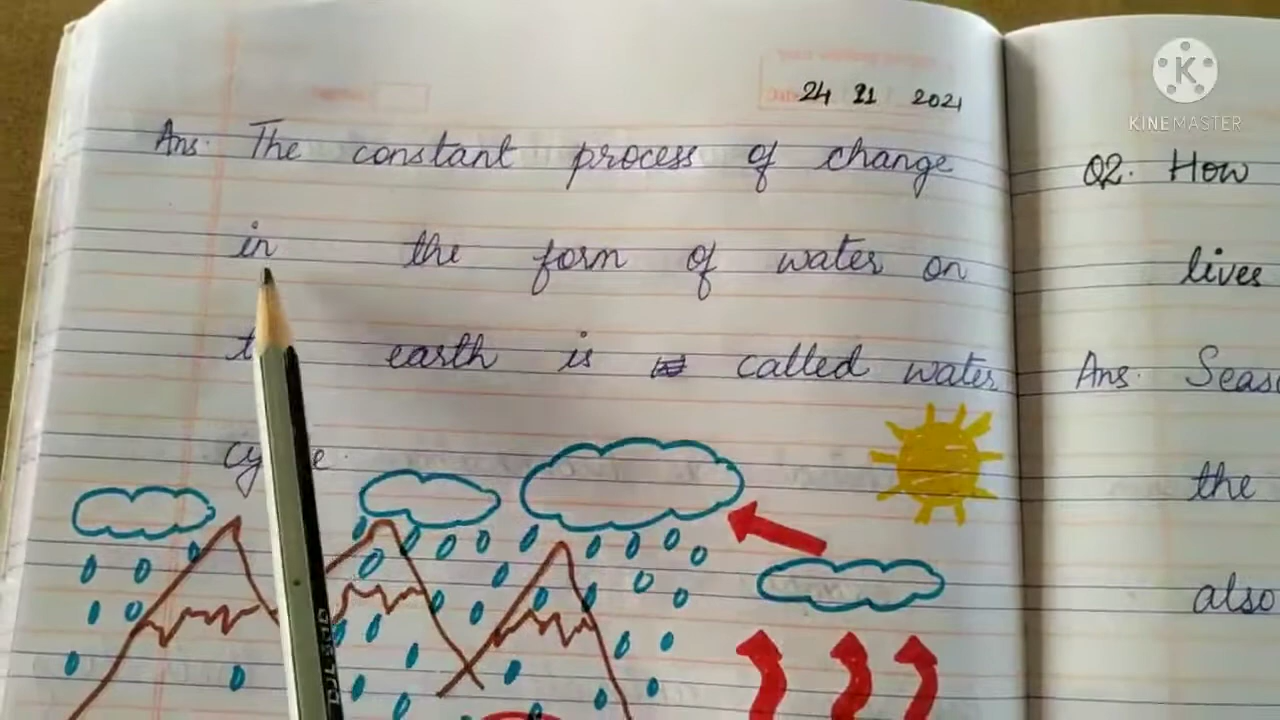 24 11 2021
Ans. The constant process of change
in the form of water on
earth is called water
KINEMASTER
Q2. How
lives
Ans.
the
also